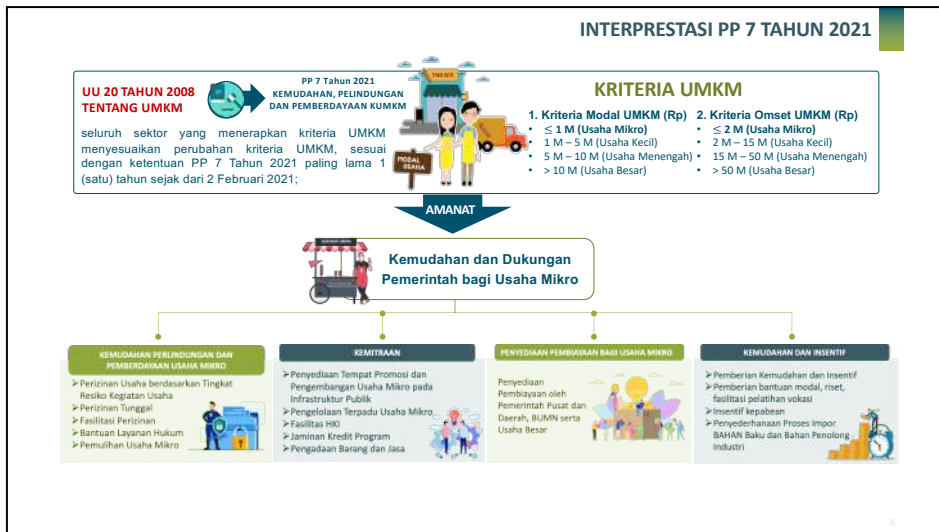 INTERPRESTASI PP 7 TAHUN 2021
UU 20 TAHUN 2008
TENTANG UMKM
PP 7 Tahun 2021
KEMUDAHAN, PELINDUNGAN
DAN PEMBERDAYAAN KUMKM
seluruh sektor yang menerapkan kriteria UMKM
menyesuaikan perubahan kriteria UMKM, sesuai
dengan ketentuan PP 7 Tahun 2021 paling lama 1
(satu) tahun sejak dari 2 Februari 2021;
MODAL
USAHA
KRITERIA UMKM
1. Kriteria Modal UMKM (Rp)
• ≤ 1 M (Usaha Mikro)
• 1 M – 5 M (Usaha Kecil)
• 5 M – 10 M (Usaha Menengah)
• > 10 M (Usaha Besar)
2. Kriteria Omset UMKM (Rp)
• ≤ 2 M (Usaha Mikro)
• 2 M – 15 M (Usaha Kecil)
• 15 M – 50 M (Usaha Menengah)
• > 50 M (Usaha Besar)
AMANAT
Kemudahan dan Dukungan
Pemerintah bagi Usaha Mikro
KEMUDAHAN PERLINDUNGAN DAN
PEMBERDAYAAN USAHA MIKRO
➢Perizinan Usaha berdasarkan Tingkat
Resiko Kegiatan Usaha
➢Perizinan Tunggal
➢Fasilitasi Perizinan
➢Bantuan Layanan Hukum
➢Pemulihan Usaha Mikro
KEMITRAAN
➢Penyediaan Tempat Promosi dan
Pengembangan Usaha Mikro pada
Infrastruktur Publik
➢Pengelolaan Terpadu Usaha Mikro
➢Fasilitas HKI
➢Jaminan Kredit Program
➢Pengadaan Barang dan Jasa
PENYEDIAAN PEMBIAYAAN BAGI USAHA MIKRO
Penyediaan
Pembiayaan oleh
Pemerintah Pusat dan
Daerah, BUMN serta
Usaha Besar
KEMUDAHAN DAN INSENTIF
➢Pemberian Kemudahan dan Insentif
➢Pemberian bantuan modal, riset,
fasilitasi pelatihan vokasi
➢Insentif kepabean
➢Penyederhanaan Proses Impor
BAHAN Baku dan Bahan Penolong
Industri
4